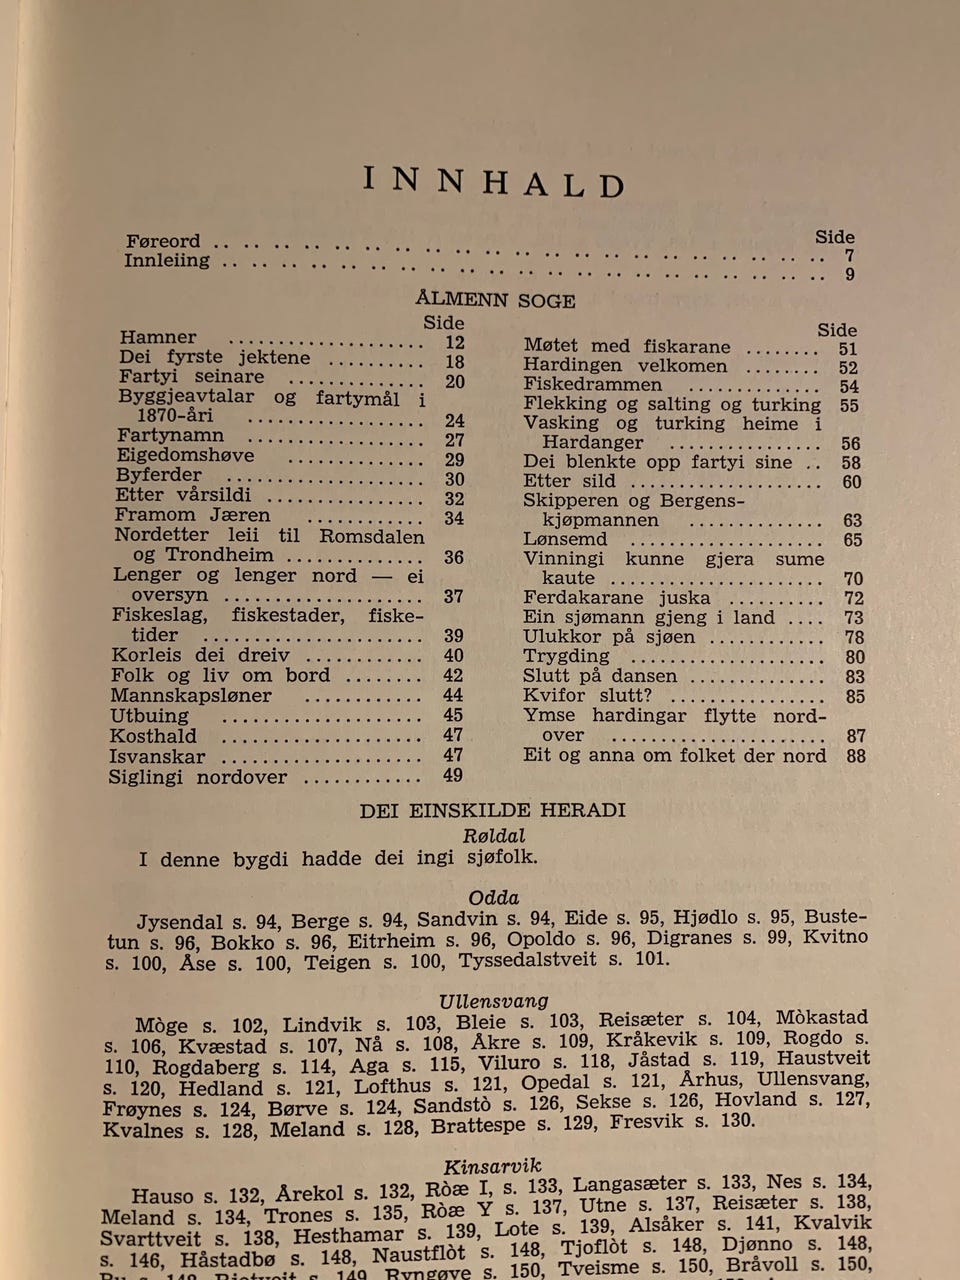 INNHALD
Side
Føreord .. .. .. .. .. .. .. .. .. .. .. .. .. .. .. .. .. .. .. .. .. 7
Innleiing .. .. .. .. .. .. .. .. .. .. .. .. .. .. .. .. .. .. .. .. .. 9
ÅLMENN SOGE
Side
Hamner .................... 12
Dei fyrste jektene .......... 18
Fartyi seinare .............. 20
Byggjeavtalar og fartymål i
1870-åri .................. 24
Fartynamn .................. 27
Eigedomshøve .............. 29
Byferder .................... 30
Etter vårsildi ................ 32
Framom Jæren ............ 34
Nordetter leii til Romsdalen
og Trondheim .............. 36
Lenger og lenger nord — ei
oversyn .................... 37
Fiskeslag, fiskestader, fiske-
tider ...................... 39
Korleis dei dreiv ............ 40
Folk og liv om bord ........ 42
Mannskapsløner ............ 44
Utbuing .................... 45
Kosthald .................... 47
Isvanskar .................... 47
Siglingi nordover ............ 49
Side
Møtet med fiskarane ........ 51
Hardingen velkomen ........ 52
Fiskedrammen .............. 54
Flekking og salting og turking 55
Vasking og turking heime i
Hardanger ................ 56
Dei blenkte opp fartyi sine .. 58
Etter sild .................... 60
Skipperen og Bergens-
kjøpmannen .............. 63
Lønsemd .................... 65
Vinningi kunne gjera sume
kaute ...................... 70
Ferdakarane juska .......... 72
Ein sjømann gjeng i land .... 73
Ulukkor på sjøen ............ 78
Trygding .................... 80
Slutt på dansen .............. 83
Kvifor slutt? ................ 85
Ymse hardingar flytte nord-
over ...................... 87
Eit og anna om folket der nord 88
DEI EINSKILDE HERADI
Røldal
I denne bygdi hadde dei ingi sjøfolk.
Odda
Jysendal s. 94, Berge s. 94, Sandvin s. 94, Eide s. 95, Hjødlo s. 95, Buste-
tun s. 96, Bokko s. 96, Eitrheim s. 96, Opoldo s. 96, Digranes s. 99, Kvitno
s. 100, Åse s. 100, Teigen s. 100, Tyssedalstveit s. 101.
Ullensvang
Mòge s. 102, Lindvik s. 103, Bleie s. 103, Reisæter s. 104, Mòkastad
s. 106, Kvæstad s. 107, Nå s. 108, Åkre s. 109, Kråkevik s. 109, Rogdo s.
110, Rogdaberg s. 114, Aga s. 115, Viluro s. 118, Jåstad s. 119, Haustveit
s. 120, Hedland s. 121, Lofthus s. 121, Opedal s. 121, Århus, Ullensvang,
Frøynes s. 124, Børve s. 124, Sandstò s. 126, Sekse s. 126, Hovland s. 127,
Kvalnes s. 128, Meland s. 128, Brattespe s. 129, Fresvik s. 130.
Kinsarvik
Hauso s. 132, Årekol s. 132, Ròæ I, s. 133, Langasæter s. 133, Nes s. 134,
Meland s. 134, Trones s. 135, Ròæ Y s. 137, Utne s. 137, Reisæter s. 138,
Svarttveit s. 138, Hesthamar s. 139, Lote s. 139, Alsåker s. 141, Kvalvik
s. 146, Håstadbø s. 148, Naustflòt s. 148, Tjoflòt s. 148, Djønno s. 148,
s. 149, Ryngøve s. 150, Tveisme s. 150, Bråvoll s. 150,